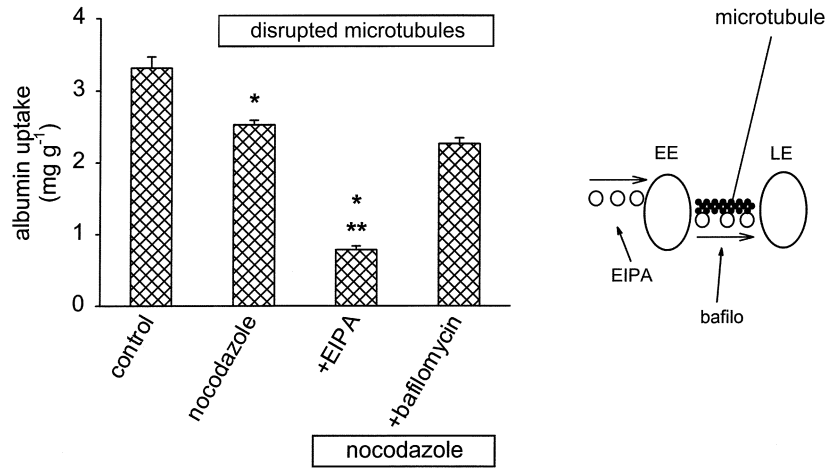 4
3
2
1
0
albumin uptake
(mg g-1)
disrupted microtubules
*
*
**
control
nocodazole
+EIPA
+bafilomycin
nocodazole
microtubule
EE
LE
EIPA
bafilo